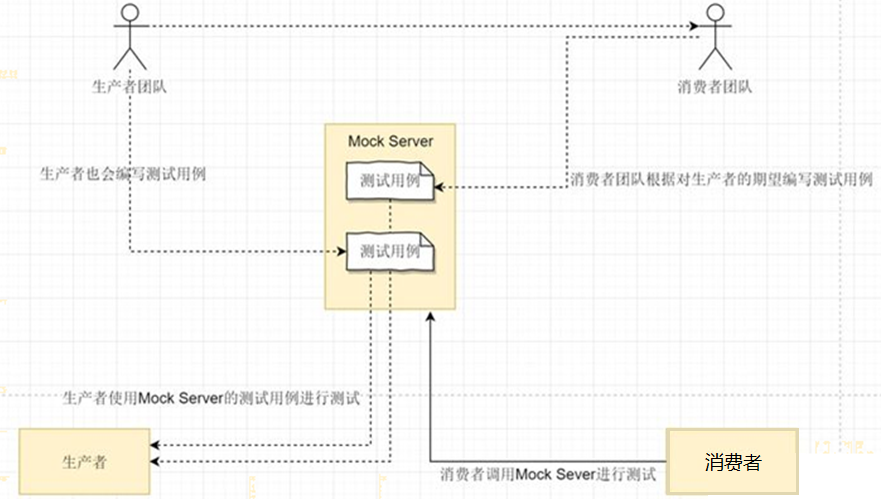 生产者团队
消费者团队
Mock Server
测试用例
生产者也会编写测试用例
消费者团队根据对生产者的期望编写测试用例
测试用例
生产者使用Mock Server的测试用例进行测试
生产者
消费者调用Mock Sever进行测试
消费者